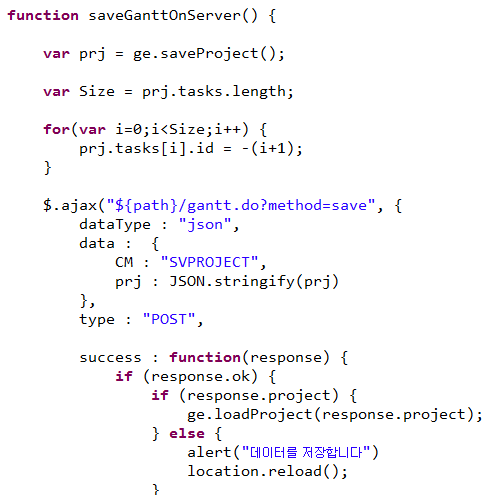 function saveGanttOnServer() {
var prj = ge.saveProject();
var Size = prj.tasks.length;
for(var i=0;i<Size;i++) {
prj.tasks[i].id = -(i+1);
}
$.ajax("${path}/gantt.do?method=save", {
dataType : "json",
data :  {
CM : "SVPROJECT",
prj : JSON.stringify(prj)
},
type : "POST",
success : function(response) {
if (response.ok) {
if (response.project) {
ge.loadProject(response.project);
} else {
alert("데이터를 저장합니다")
location.reload();
}